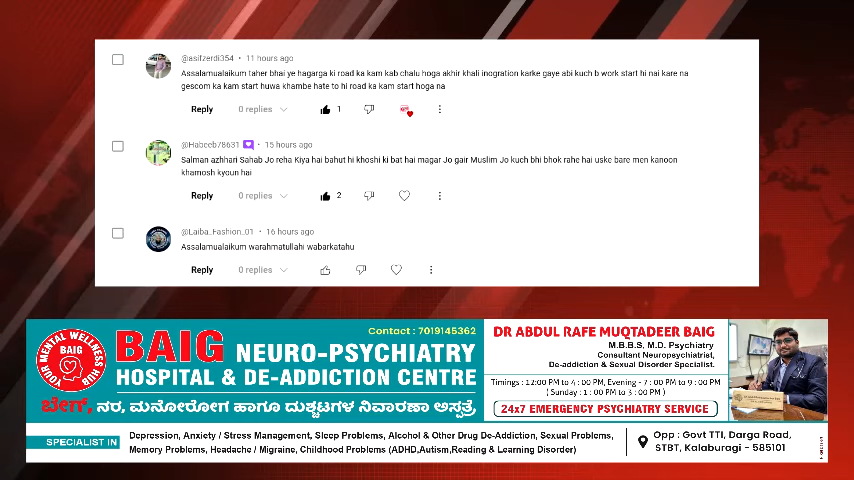 @asifzerdi354 • 11 hours ago
Assalamualaikum taher bhai ye hagarga ki road ka kam kab chalu hoga akhir khali inogration karke gaye abi kuch b work start hi nai kare na
gescom ka kam start huwa khambe hate to hi road ka kam start hoga na
Reply 0 replies 1
@Habeeb78631 • 15 hours ago
Salman azhhari Sahab Jo reha Kiya hai bahut hi khoshi ki bat hai magar Jo gair Muslim Jo kuch bhi bhok rahe hai uske bare men kanoon
khamosh kyoun hai
Reply 0 replies 2
@Laiba_Fashion_01 • 16 hours ago
Assalamualaikum warahmatullahi wabarkatahu
Reply 0 replies
YOUR MENTAL WELLNESS HUB
BAIG
Contact : 7019145362
BAIG NEURO-PSYCHIATRY
HOSPITAL & DE-ADDICTION CENTRE
ಬೇಗ್, ನರ, ಮನೋರೋಗ ಹಾಗೂ ದುಶ್ಚಟಗಳ ನಿವಾರಣಾ ಆಸ್ಪತ್ರೆ
DR ABDUL RAFE MUQTADEER BAIG
M.B.B.S, M.D. Psychiatry
Consultant Neuropsychiatrist,
De-addiction & Sexual Disorder Specialist.
Timings : 12:00 PM to 4 : 00 PM, Evening - 7 : 00 PM to 9 : 00 PM
( Sunday : 1 : 00 PM to 3 : 00 PM )
24x7 EMERGENCY PSYCHIATRY SERVICE
SPECIALIST IN
Depression, Anxiety / Stress Management, Sleep Problems, Alcohol & Other Drug De-Addiction, Sexual Problems,
Memory Problems, Headache / Migraine, Childhood Problems (ADHD,Autism,Reading & Learning Disorder)
Opp : Govt TTI, Darga Road,
STBT, Kalaburagi - 585101